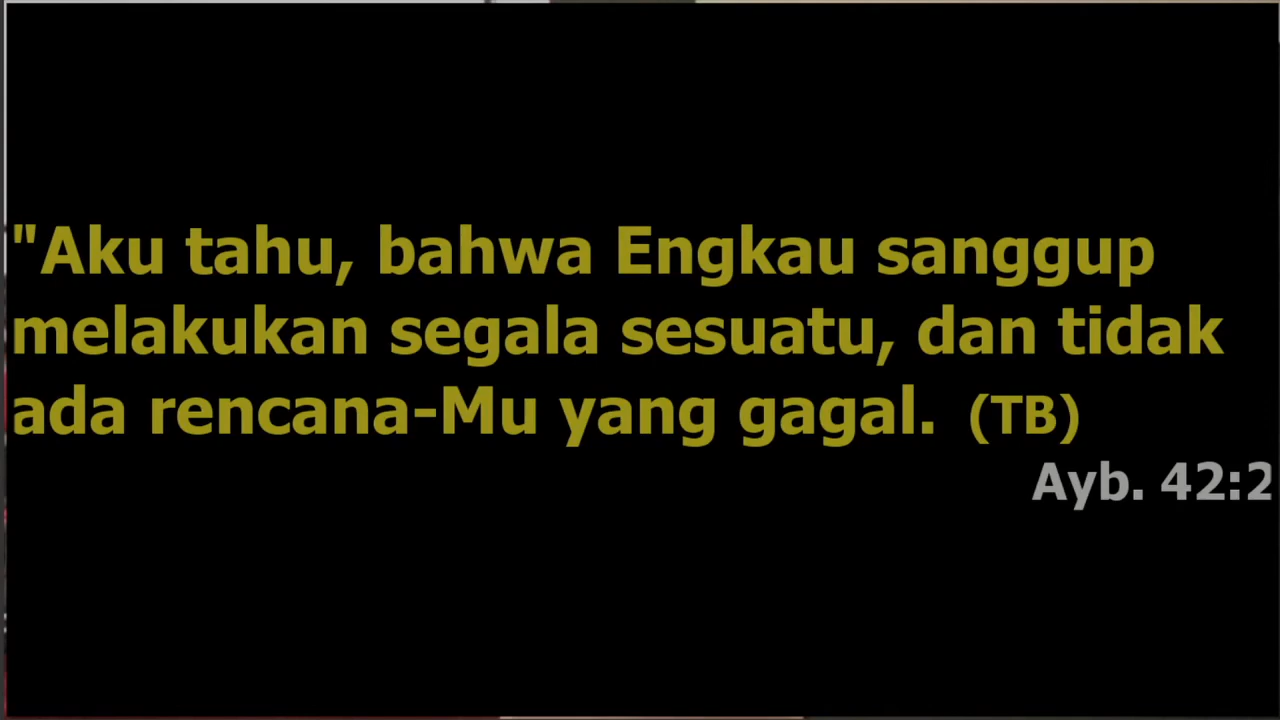 "Aku tahu, bahwa Engkau sanggup
melakukan segala sesuatu, dan tidak
ada rencana-Mu yang gagal. (TB)
Ayb. 42:2